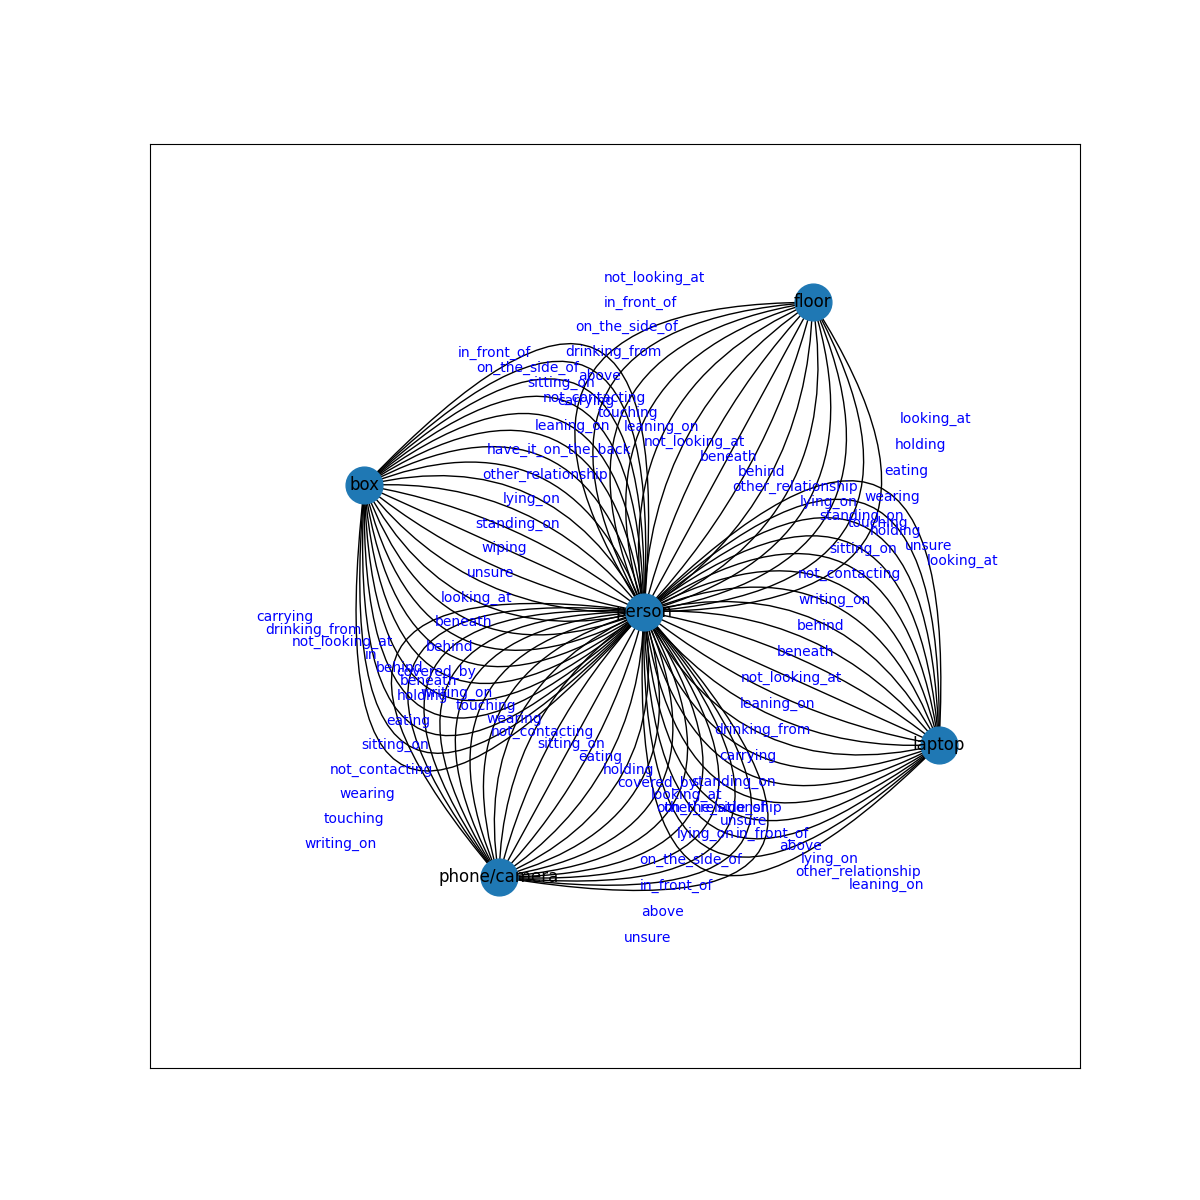 not_looking_at
floor
in_front_of
on_the_side_of
drinking_from
in_front_of
on_the_side_of
above
sitting_on
not_contacting
carrying
touching
looking_at
leaning_on
leaning_on
not_looking_at
holding
have_it_on_the_back
beneath
eating
behind
other_relationship
box
other_relationship
wearing
lying_on
lying_on
standing_on
standing_on
touching
holding
wiping
sitting_on
unsure
looking_at
unsure
not_contacting
looking_at
writing_on
person
carrying
beneath
behind
drinking_from
not_looking_at
behind
beneath
in
behind
covered_by
not_looking_at
beneath
holding
writing_on
leaning_on
touching
wearing
eating
drinking_from
not_contacting
sitting_on
sitting_on
laptop
eating
carrying
not_contacting
holding
covered_by
standing_on
wearing
looking_at
other_relationship
on_the_side_of
touching
unsure
lying_on
in_front_of
writing_on
above
on_the_side_of
lying_on
other_relationship
phone/camera
in_front_of
leaning_on
above
unsure